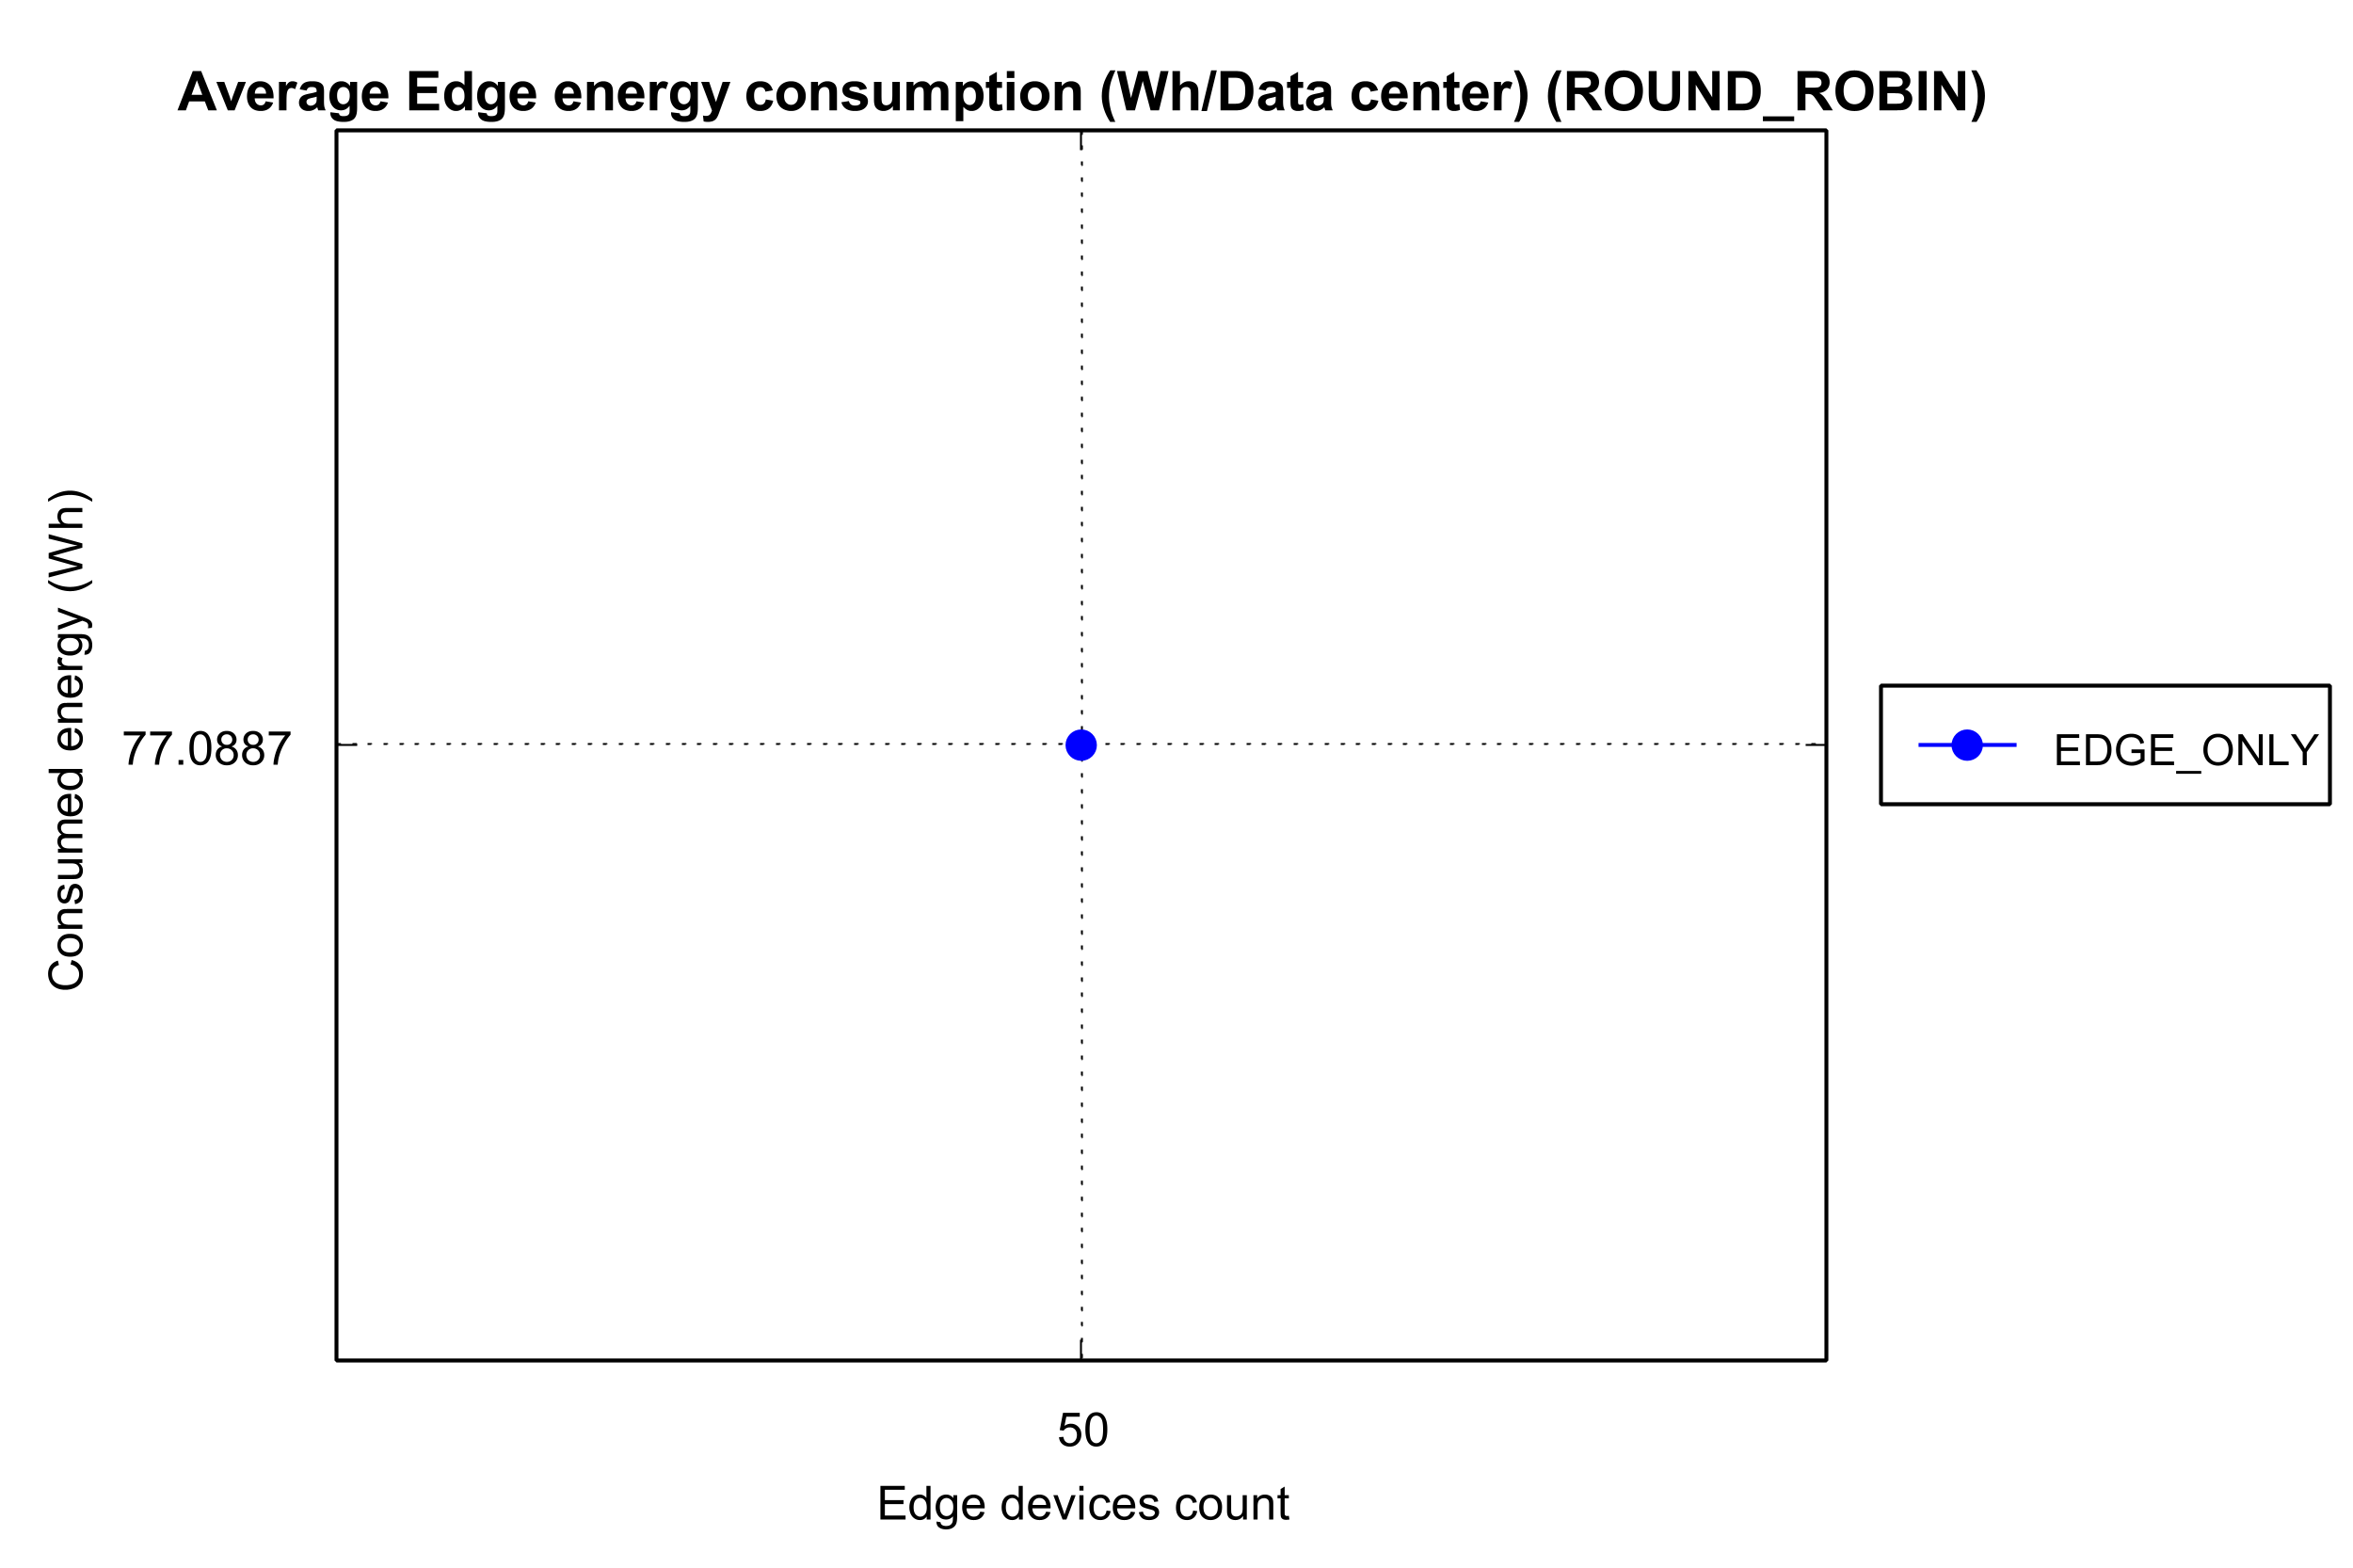 Average Edge energy consumption (Wh/Data center) (ROUND_ROBIN)
Consumed energy (Wh)
77.0887
EDGE_ONLY
50
Edge devices count